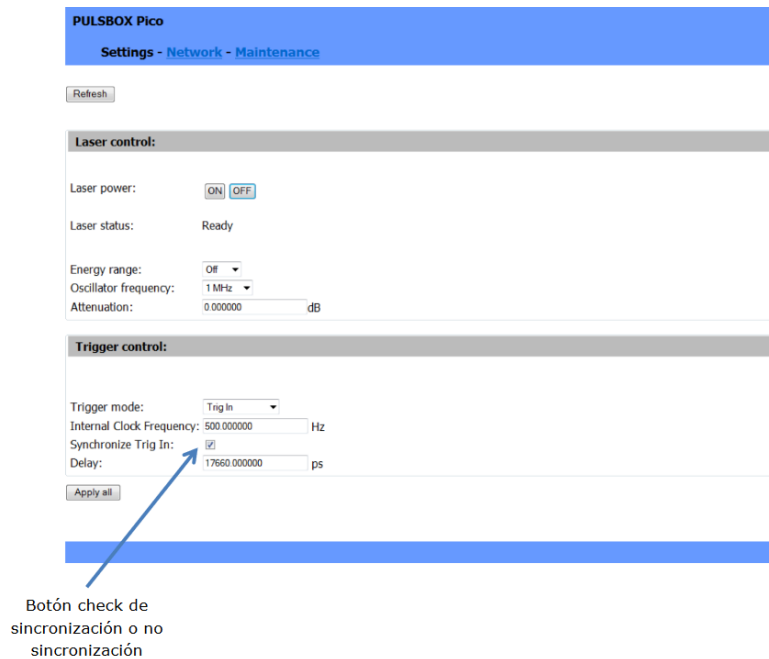 PULSBOX Pico
Settings - Network - Maintenance
Refresh
Laser control:
Laser power: ON OFF
Laser status: Ready
Energy range: Off
Oscillator frequency: 1 MHz
Attenuation: 0.000000 dB
Trigger control:
Trigger mode: Trig In
Internal Clock Frequency: 500.000000 Hz
Synchronize Trig In:
Delay: 17660.000000 ps
Apply all
Botón check de
sincronización o no
sincronización